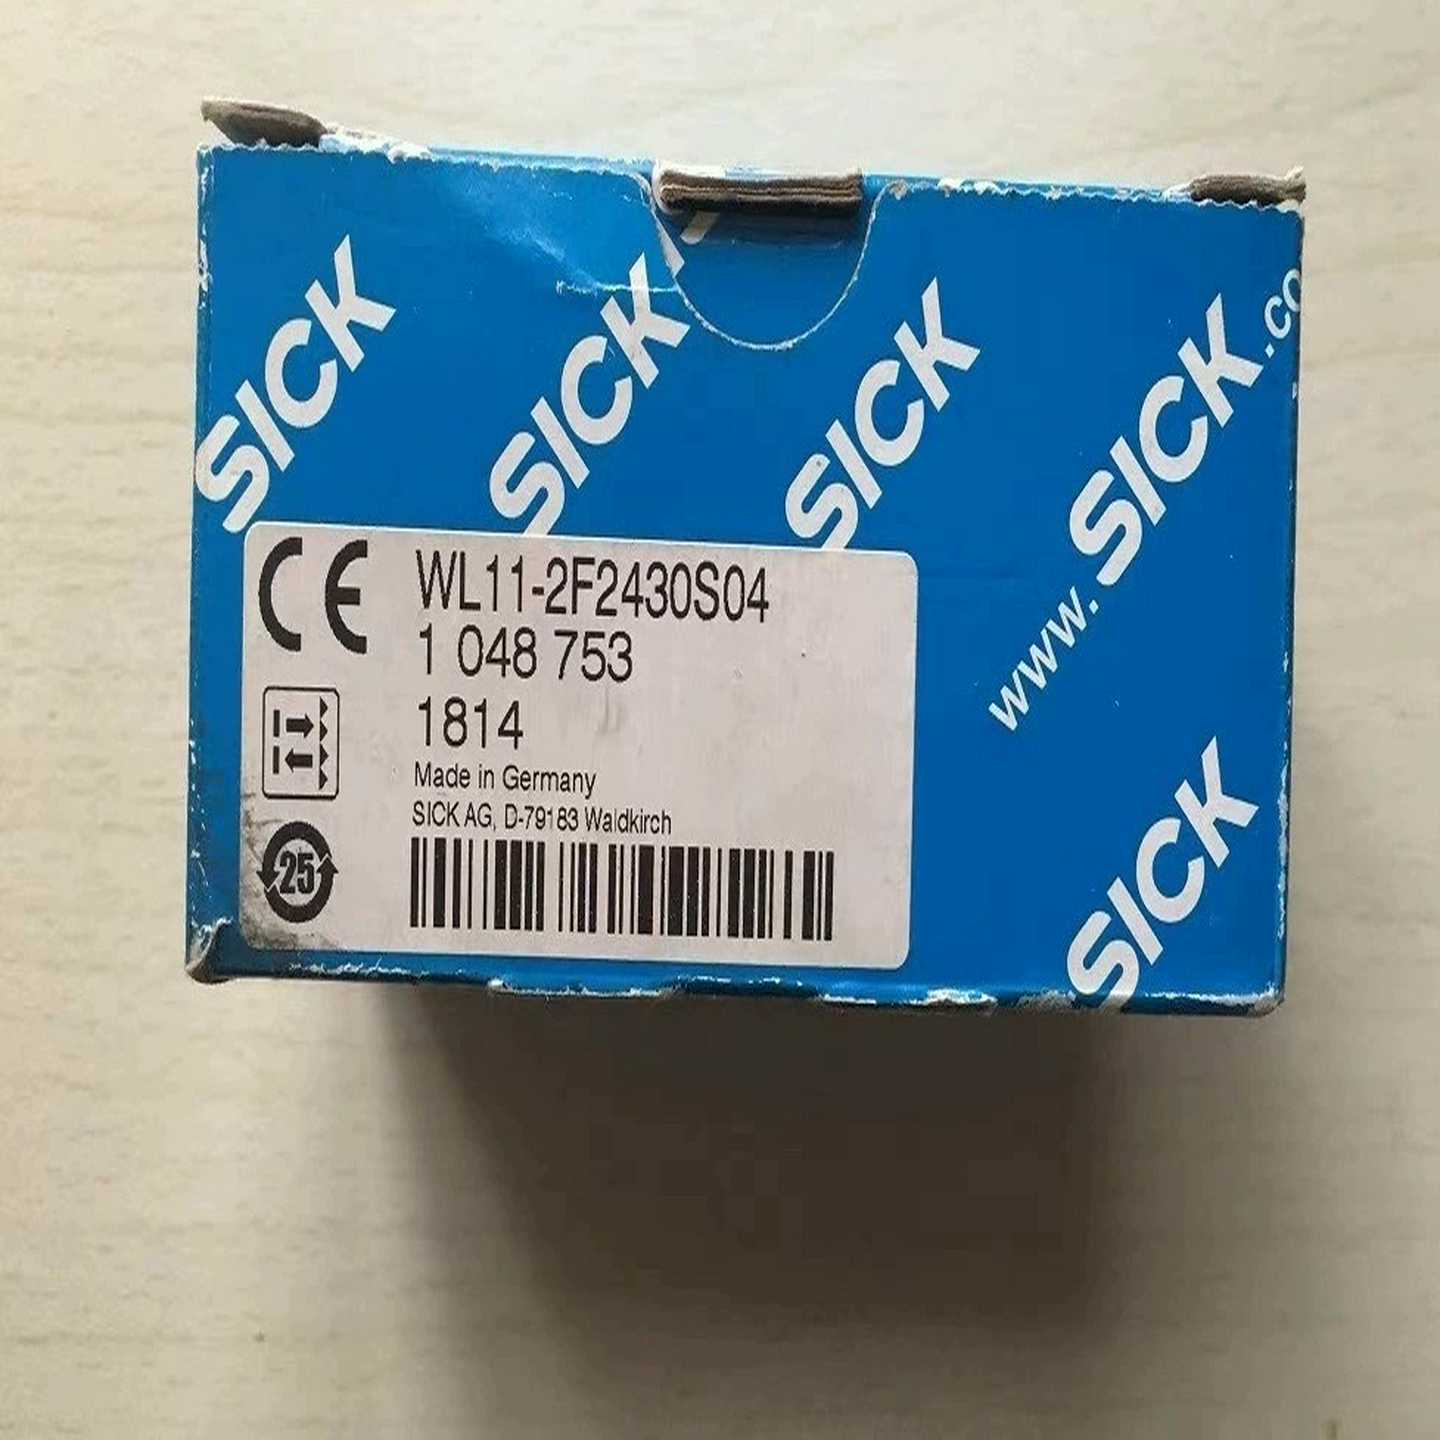 SICK
SICK
SICK
www.SICK.co
CE
WL11-2F2430S04
1 048 753
1814
Made in Germany
SICK AG, D-79183 Waldkirch
25
SICK